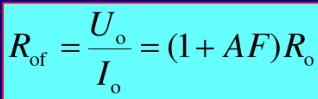 R_of = U_o / I_o = (1 + AF)R_o